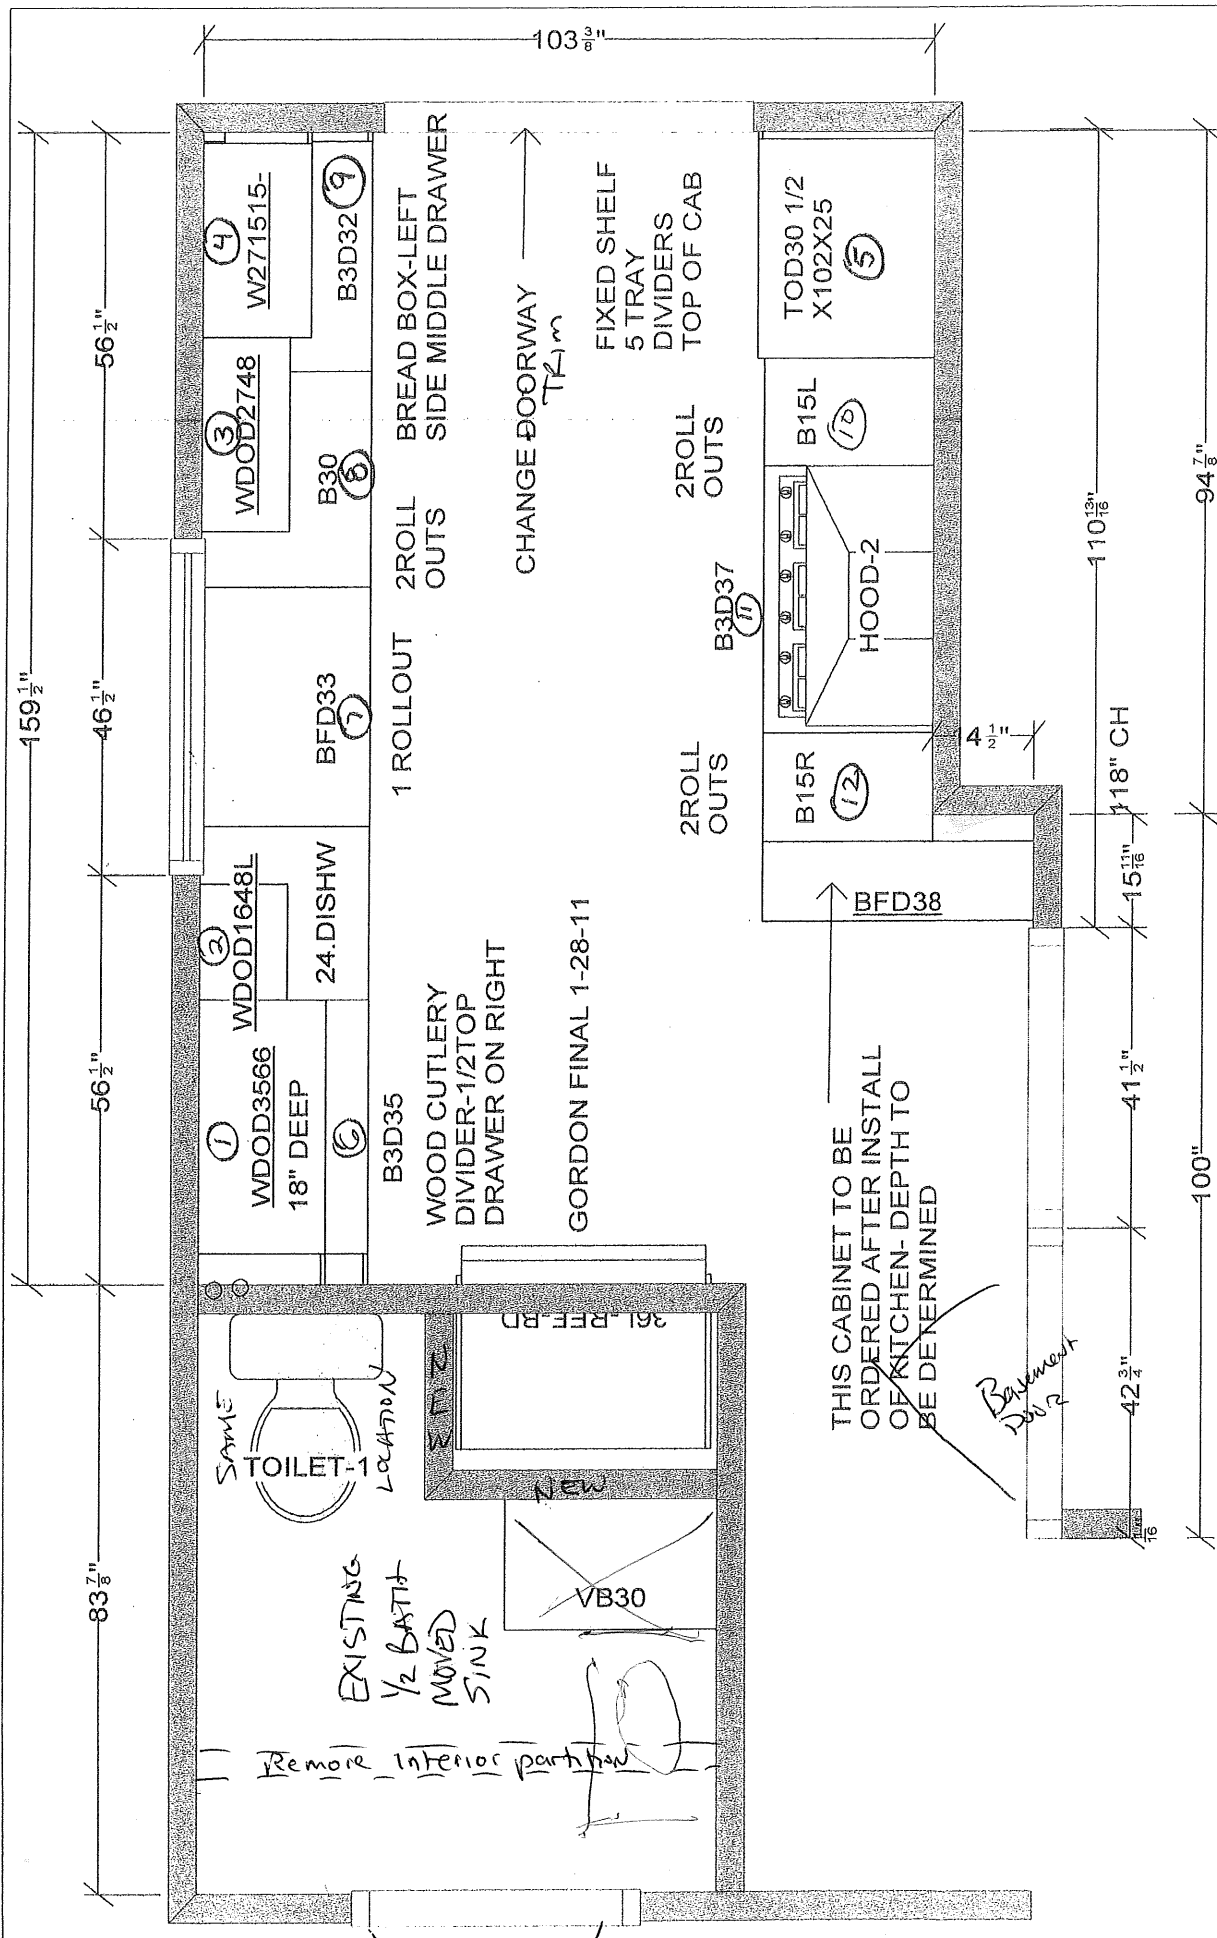 103 3/8"
159 1/2"
56 1/2"
46 1/2"
56 1/2"
83 7/8"
4
W271515-
9
B3D32
3
WDOD2748
B30
8
BFD33
7
2
WDOD1648L
24.DISHW
1
WDOD3566
18" DEEP
6
B3D35
BREAD BOX-LEFT
SIDE MIDDLE DRAWER
2ROLL
OUTS
1 ROLLOUT
WOOD CUTLERY
DIVIDER-1/2TOP
DRAWER ON RIGHT
CHANGE DOORWAY
TRIM
GORDON FINAL 1-28-11
FIXED SHELF
5 TRAY
DIVIDERS
TOP OF CAB
TOD30 1/2
X102X25
5
2ROLL
OUTS
B15L
10
B3D37
11
HOOD-2
2ROLL
OUTS
B15R
12
4 1/2"
BFD38
THIS CABINET TO BE
ORDERED AFTER INSTALL
OF KITCHEN- DEPTH TO
BE DETERMINED
Basement
Door
110 13/16"
94 7/8"
118" CH
15 11/16"
41 1/2"
42 3/4"
100"
36L-REF-RD
NEW
NEW
SAME
TOILET-1
LOCATION
VB30
EXISTING
1/2 BATH
MOVED
SINK
Remove Interior partition